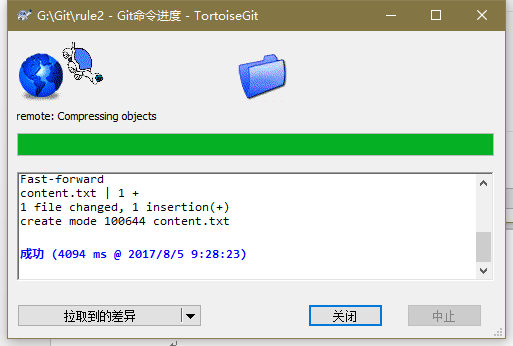 G:\Git\rule2 - Git命令进度 - TortoiseGit
remote: Compressing objects
Fast-forward
content.txt | 1 +
1 file changed, 1 insertion(+)
create mode 100644 content.txt
成功 (4094 ms @ 2017/8/5 9:28:23)
拉取到的差异
关闭
中止